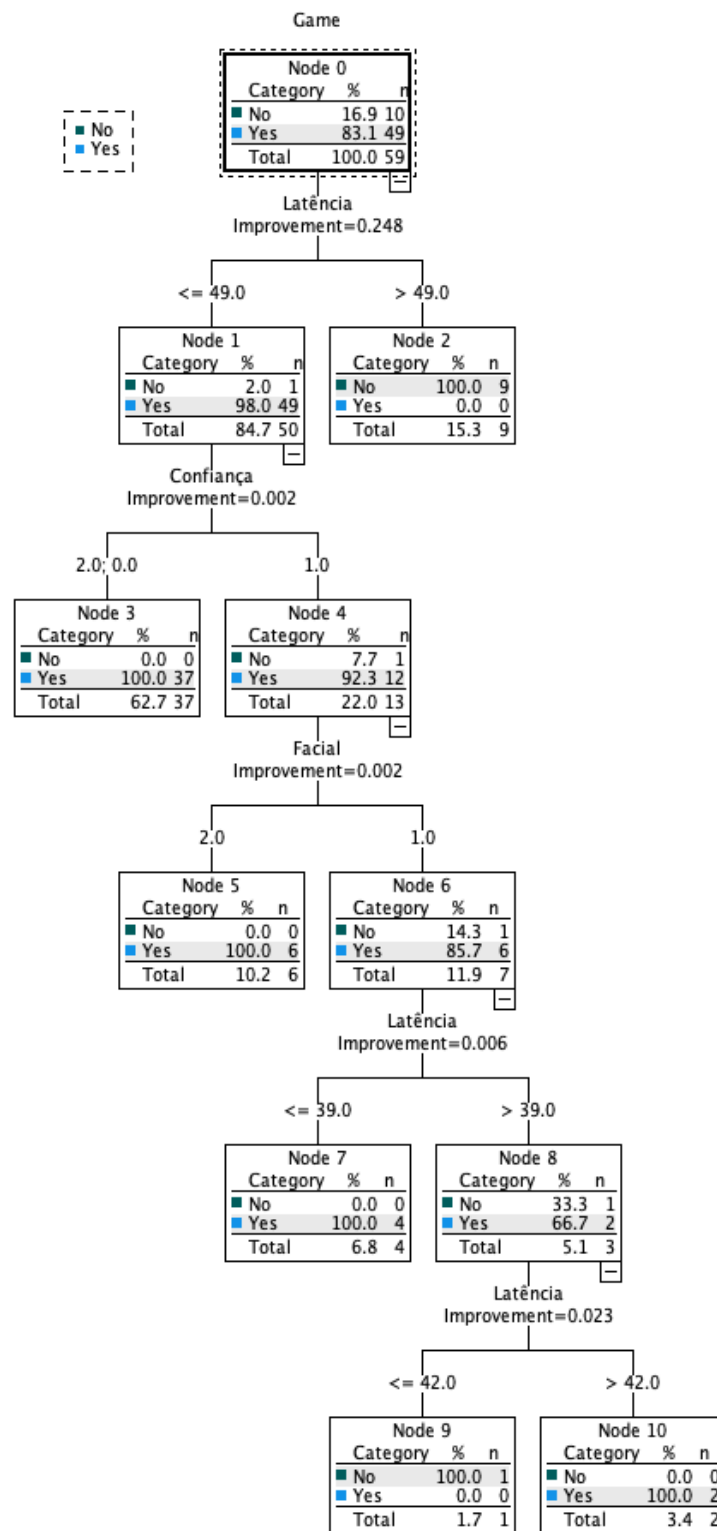 Game
Node 0
Category % n
No 16.9 10
Yes 83.1 49
Total 100.0 59
No
Yes
Latência
Improvement=0.248
<= 49.0
> 49.0
Node 1
Category % n
No 2.0 1
Yes 98.0 49
Total 84.7 50
Node 2
Category % n
No 100.0 9
Yes 0.0 0
Total 15.3 9
Confiança
Improvement=0.002
2.0; 0.0
1.0
Node 3
Category % n
No 0.0 0
Yes 100.0 37
Total 62.7 37
Node 4
Category % n
No 7.7 1
Yes 92.3 12
Total 22.0 13
Facial
Improvement=0.002
2.0
1.0
Node 5
Category % n
No 0.0 0
Yes 100.0 6
Total 10.2 6
Node 6
Category % n
No 14.3 1
Yes 85.7 6
Total 11.9 7
Latência
Improvement=0.006
<= 39.0
> 39.0
Node 7
Category % n
No 0.0 0
Yes 100.0 4
Total 6.8 4
Node 8
Category % n
No 33.3 1
Yes 66.7 2
Total 5.1 3
Latência
Improvement=0.023
<= 42.0
> 42.0
Node 9
Category % n
No 100.0 1
Yes 0.0 0
Total 1.7 1
Node 10
Category % n
No 0.0 0
Yes 100.0 2
Total 3.4 2